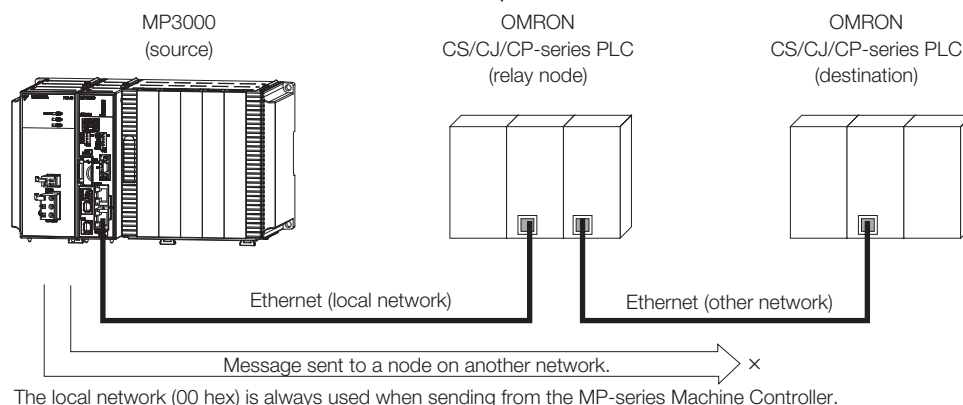 MP3000
(source)
OMRON
CS/CJ/CP-series PLC
(relay node)
OMRON
CS/CJ/CP-series PLC
(destination)
Ethernet (local network)
Ethernet (other network)
Message sent to a node on another network.
×
The local network (00 hex) is always used when sending from the MP-series Machine Controller.